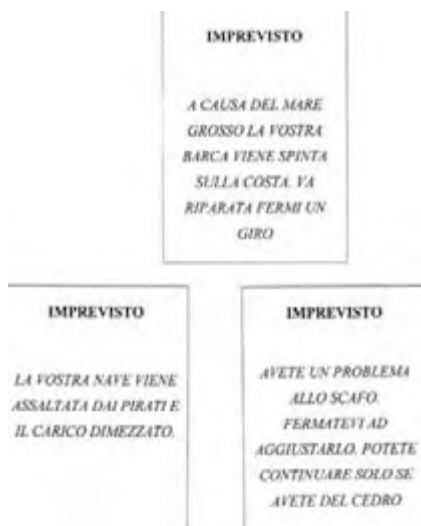 IMPREVISTO
A CAUSA DEL MARE
GROSSO LA VOSTRA
BARCA VIENE SPINTA
SULLA COSTA. VA
RIPARATA FERMI UN
GIRO
IMPREVISTO
LA VOSTRA NAVE VIENE
ASSALTATA DAI PIRATI E
IL CARICO DIMEZZATO.
IMPREVISTO
AVETE UN PROBLEMA
ALLO SCAFO.
FERMATEVI AD
AGGIUSTARLO. POTETE
CONTINUARE SOLO SE
AVETE DEL CEDRO